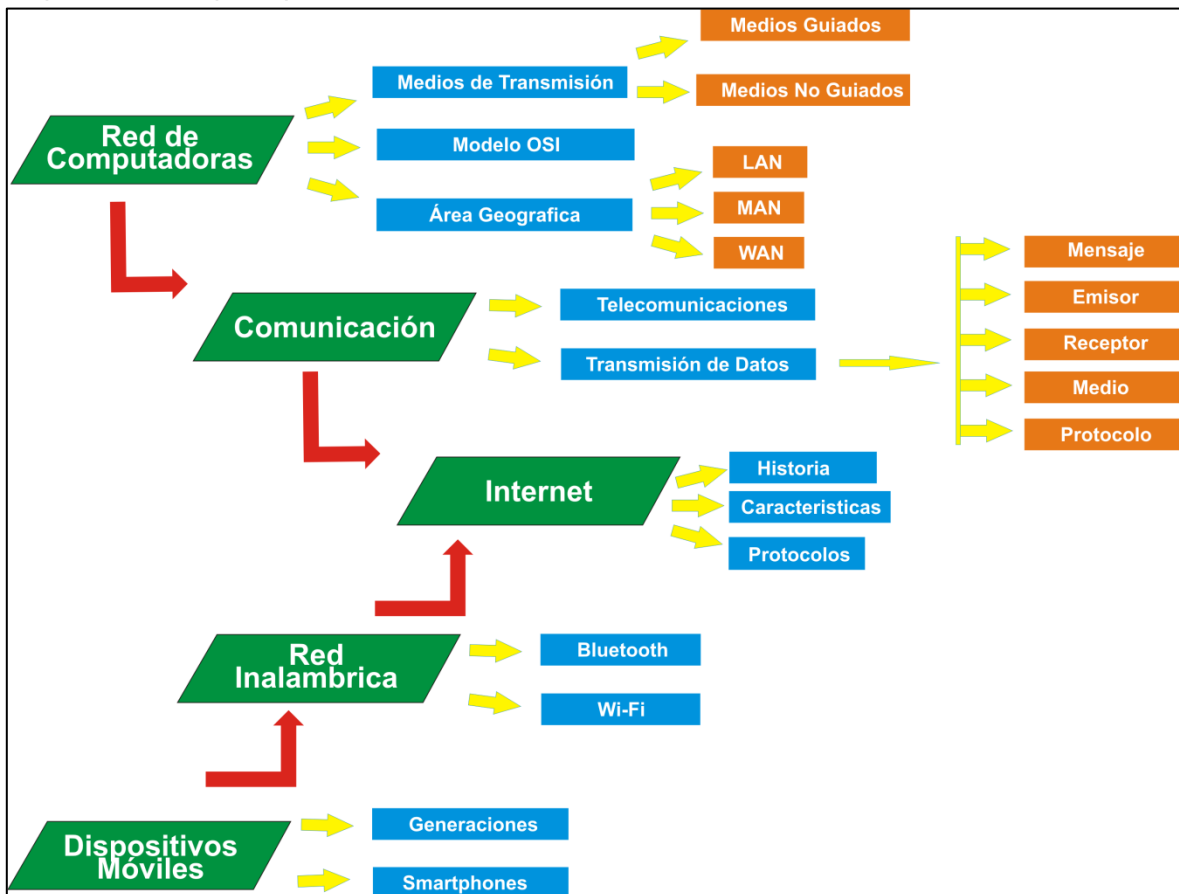 Medios Guiados
Medios de Transmisión
Medios No Guiados
Red de
Computadoras
Modelo OSI
LAN
Área Geografica
MAN
WAN
Mensaje
Emisor
Comunicación
Telecomunicaciones
Receptor
Transmisión de Datos
Medio
Protocolo
Internet
Historia
Caracteristicas
Protocolos
Red
Inalambrica
Bluetooth
Wi-Fi
Dispositivos
Móviles
Generaciones
Smartphones